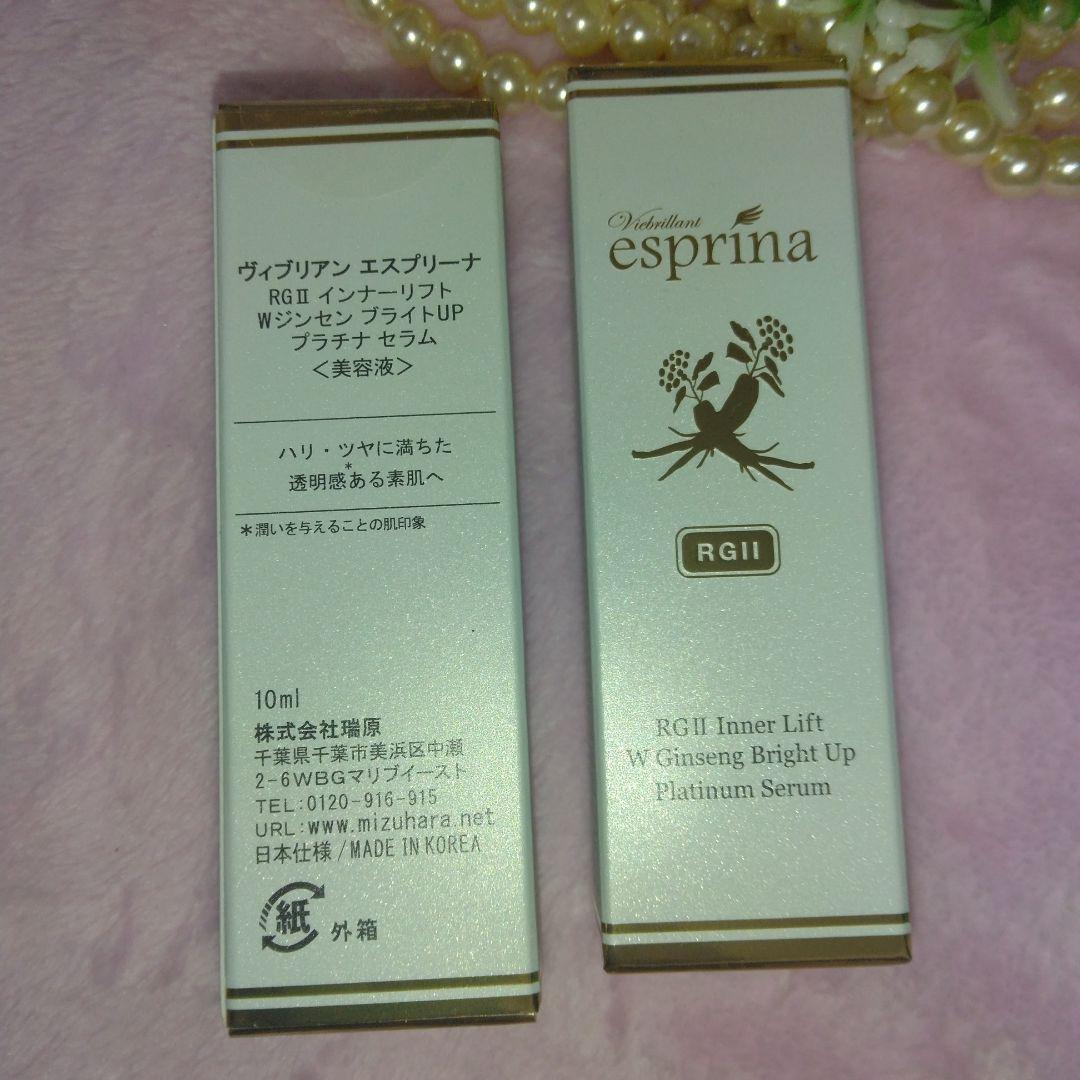 ヴィブリアン エスプリーナ
RGⅡ インナーリフト
Wジンセン ブライトUP
プラチナ セラム
＜美容液＞
ハリ・ツヤに満ちた
透明感*ある素肌へ
＊潤いを与えることの肌印象
10ml
株式会社瑞原
千葉県千葉市美浜区中瀬
2-6WBGマリブイースト
TEL:0120-916-915
URL:www.mizuhara.net
日本仕様/MADE IN KOREA
紙 外箱
Viebrillant
esprina
RGII
RGⅡ Inner Lift
W Ginseng Bright Up
Platinum Serum